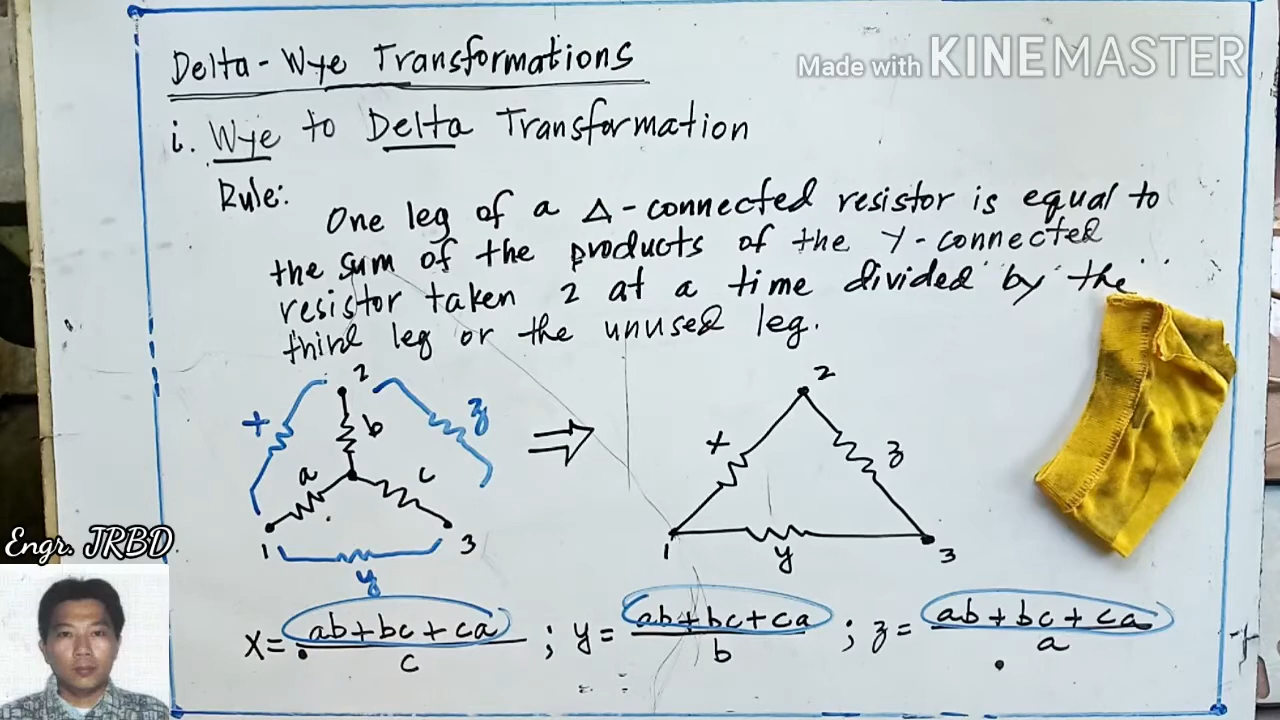 Made with KINEMASTER
Delta-Wye Transformations
i. Wye to Delta Transformation
Rule:
One leg of a Δ-connected resistor is equal to
the sum of the products of the Y-connected
resistor taken 2 at a time divided by the
third leg or the unused leg.
2
x
b
z
a
c
1
3
y
⇒
2
x
z
1
y
3
x = ab+bc+ca / c ; y = ab+bc+ca / b ; z = ab+bc+ca / a
Engr. JRBD